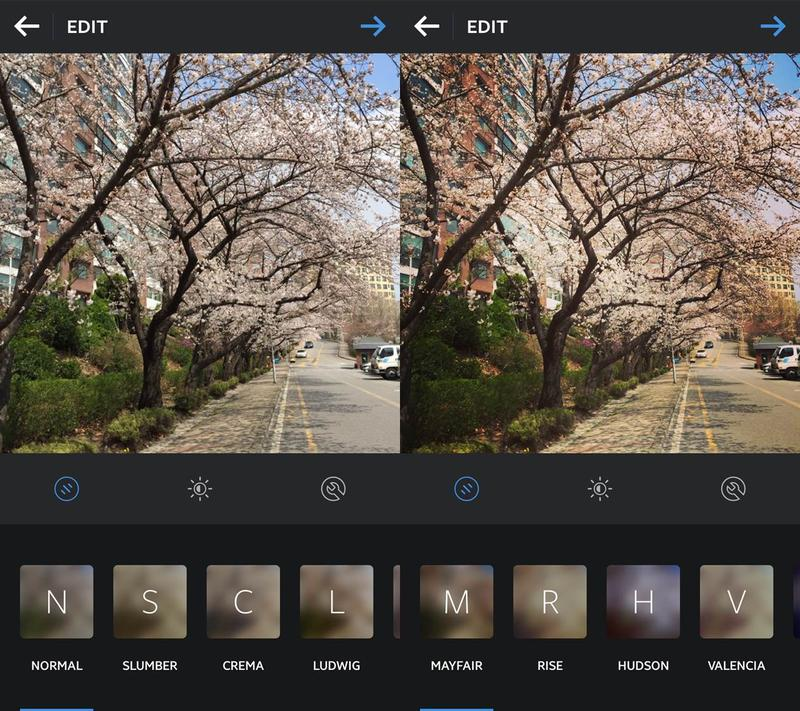 EDIT
EDIT
N
S
C
L
M
R
H
V
NORMAL
SLUMBER
CREMA
LUDWIG
MAYFAIR
RISE
HUDSON
VALENCIA